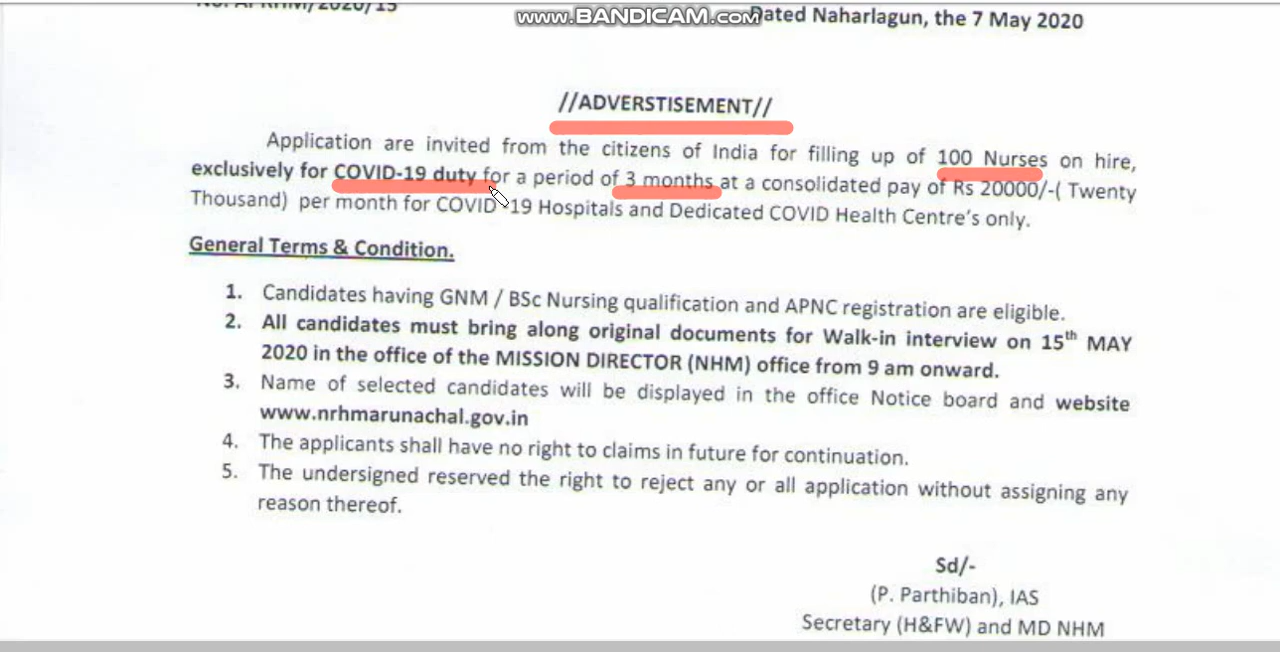 www.BANDICAM.com
Dated Naharlagun, the 7 May 2020
//ADVERSTISEMENT//
Application are invited from the citizens of India for filling up of 100 Nurses on hire,
exclusively for COVID-19 duty for a period of 3 months at a consolidated pay of Rs 20000/-( Twenty
Thousand) per month for COVID-19 Hospitals and Dedicated COVID Health Centre's only.
General Terms & Condition.
1. Candidates having GNM / BSc Nursing qualification and APNC registration are eligible.
2. All candidates must bring along original documents for Walk-in interview on 15th MAY
2020 in the office of the MISSION DIRECTOR (NHM) office from 9 am onward.
3. Name of selected candidates will be displayed in the office Notice board and website
www.nrhmarunachal.gov.in
4. The applicants shall have no right to claims in future for continuation.
5. The undersigned reserved the right to reject any or all application without assigning any
reason thereof.
Sd/-
(P. Parthiban), IAS
Secretary (H&FW) and MD NHM